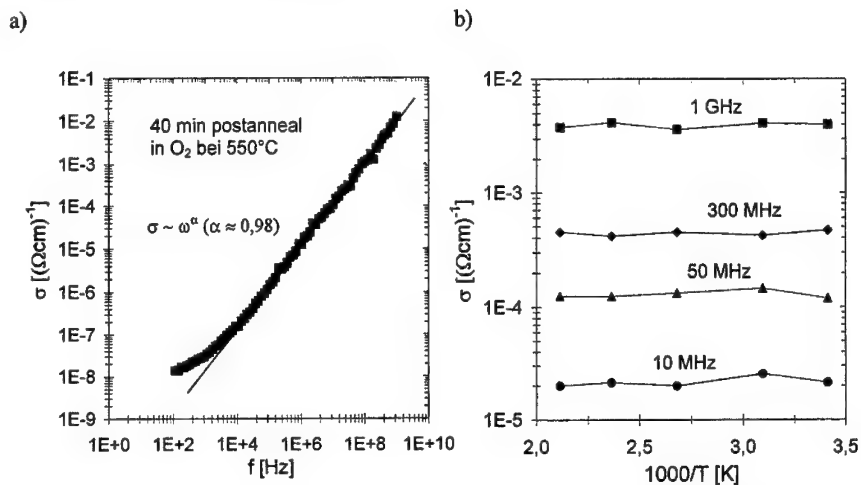 a)
b)
1E-1
1E-2
1E-3
1E-4
1E-5
1E-6
1E-7
1E-8
1E-9
σ [(Ωcm)⁻¹]
40 min postanneal
in O₂ bei 550°C
σ ~ ω^α (α ≈ 0,98)
1E+0 1E+2 1E+4 1E+6 1E+8 1E+10
f [Hz]
1E-2
1E-3
1E-4
1E-5
σ [(Ωcm)⁻¹]
1 GHz
300 MHz
50 MHz
10 MHz
2,0 2,5 3,0 3,5
1000/T [K]